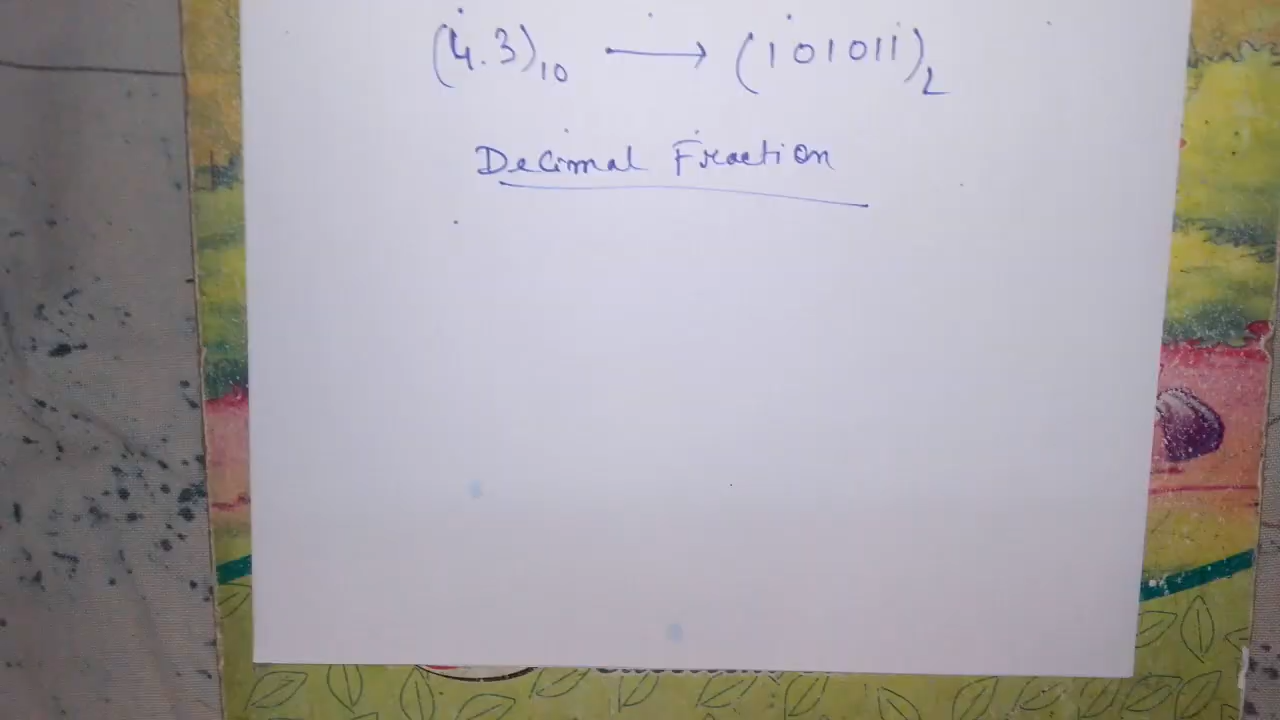 (4.3)₁₀ → (101011)₂
Decimal Fraction